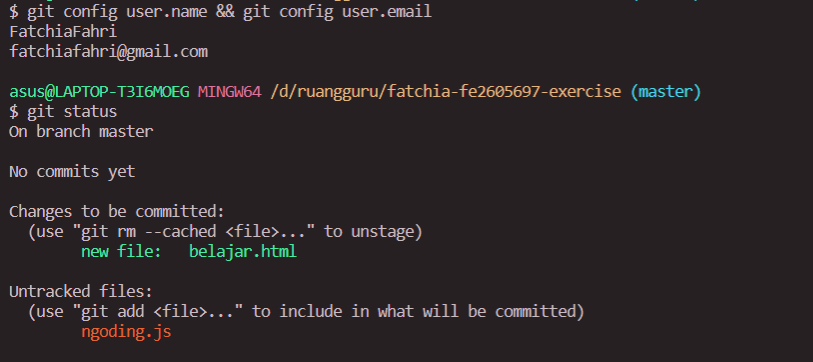 $ git config user.name && git config user.email
FatchiaFahri
fatchiafahri@gmail.com
asus@LAPTOP-T3I6MOEG MINGW64 /d/ruangguru/fatchia-fe2605697-exercise (master)
$ git status
On branch master
No commits yet
Changes to be committed:
(use "git rm --cached <file>..." to unstage)
new file: belajar.html
Untracked files:
(use "git add <file>..." to include in what will be committed)
ngoding.js